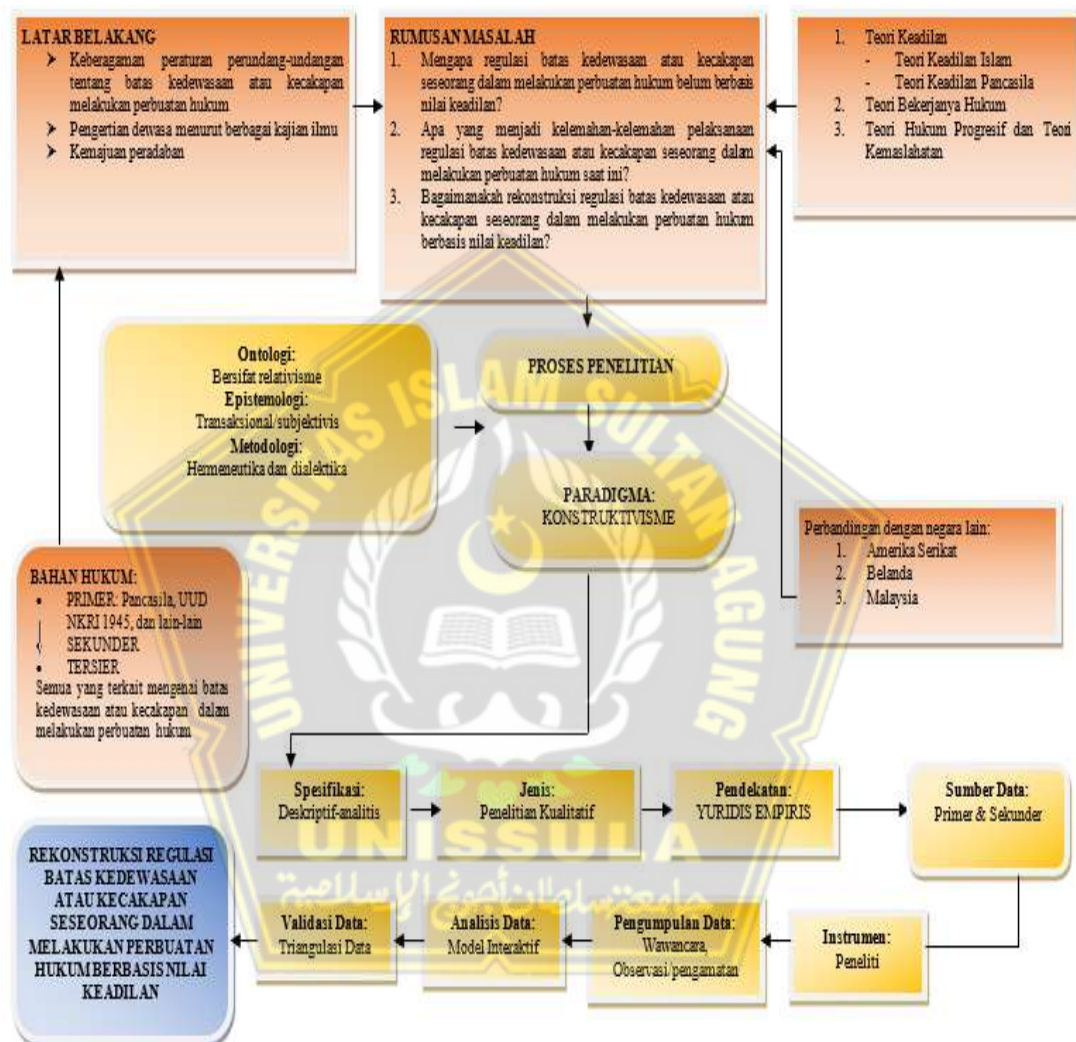 LATAR BELAKANG
➤ Keberagaman peraturan perundang-undangan
tentang batas kedewasaan atau kecakapan
melakukan perbuatan hukum
➤ Pengertian dewasa menurut berbagai kajian ilmu
➤ Kemajuan peradaban
RUMUSAN MASALAH
1. Mengapa regulasi batas kedewasaan atau kecakapan
seseorang dalam melakukan perbuatan hukum belum berbasis
nilai keadilan?
2. Apa yang menjadi kelemahan-kelemahan pelaksanaan
regulasi batas kedewasaan atau kecakapan seseorang dalam
melakukan perbuatan hukum saat ini?
3. Bagaimanakah rekonstruksi regulasi batas kedewasaan atau
kecakapan seseorang dalam melakukan perbuatan hukum
berbasis nilai keadilan?
1. Teori Keadilan
- Teori Keadilan Islam
- Teori Keadilan Pancasila
2. Teori Bekerjanya Hukum
3. Teori Hukum Progresif dan Teori
Kemaslahatan
Ontologi:
Bersifat relativisme
Epistemologi:
Transaksional/subjektivis
Metodologi:
Hermeneutika dan dialektika
PROSES PENELITIAN
PARADIGMA:
KONSTRUKTIVISME
Perbandingan dengan negara lain:
1. Amerika Serikat
2. Belanda
3. Malaysia
BAHAN HUKUM:
• PRIMER: Pancasila, UUD
NKRI 1945, dan lain-lain
SEKUNDER
• TERSIER
Semua yang terkait mengenai batas
kedewasaan atau kecakapan dalam
melakukan perbuatan hukum
UNIVERSITAS ISLAM SULTAN AGUNG
Spesifikasi:
Deskriptif-analitis
Jenis:
Penelitian Kualitatif
Pendekatan:
YURIDIS EMPIRIS
Sumber Data:
Primer & Sekunder
UNISSULA
جامعتسلطان أجونج الإسلامية
Instrumen:
Peneliti
Pengumpulan Data:
Wawancara,
Observasi/pengamatan
Analisis Data:
Model Interaktif
Validasi Data:
Triangulasi Data
REKONSTRUKSI REGULASI
BATAS KEDEWASAAN
ATAU KECAKAPAN
SESEORANG DALAM
MELAKUKAN PERBUATAN
HUKUM BERBASIS NILAI
KEADILAN